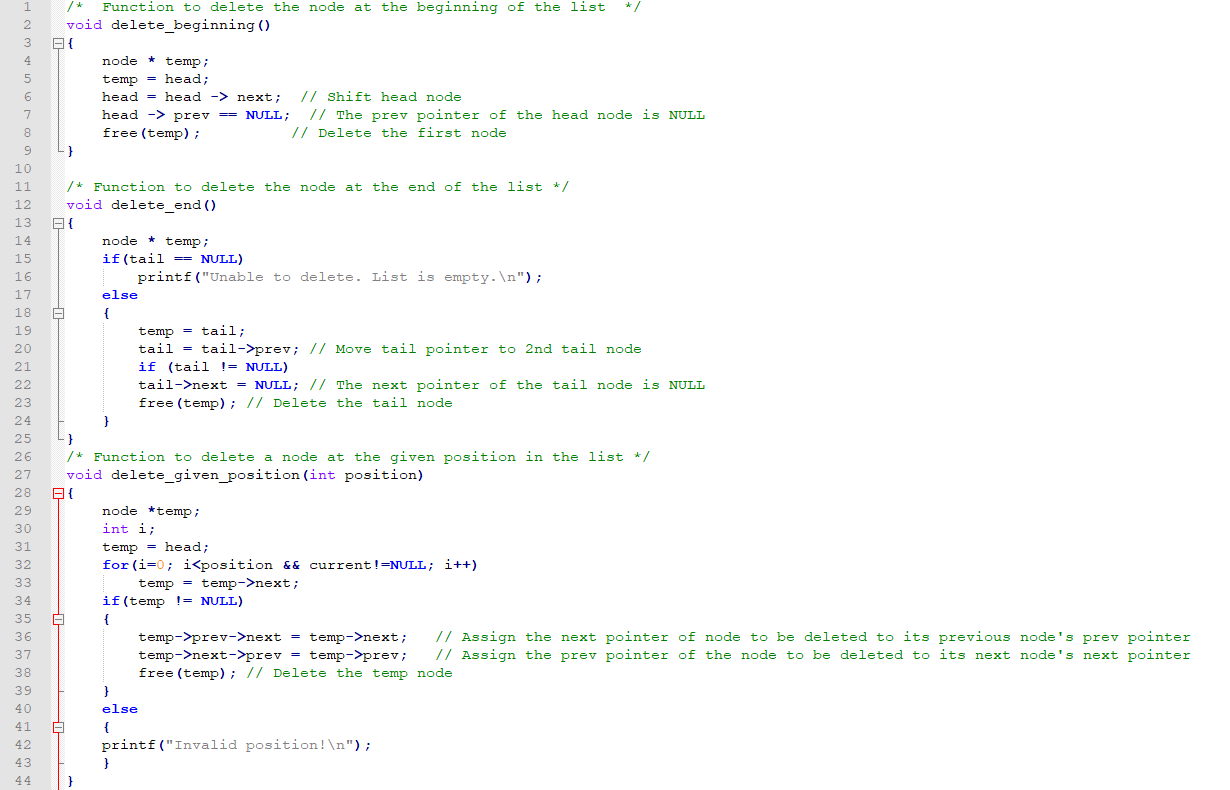 1 /*  Function to delete the node at the beginning of the list  */
2 void delete_beginning()
3 {
4     node * temp;
5     temp = head;
6     head = head -> next;  // Shift head node
7     head -> prev == NULL;  // The prev pointer of the head node is NULL
8     free(temp);          // Delete the first node
9 }
10
11 /* Function to delete the node at the end of the list */
12 void delete_end()
13 {
14     node * temp;
15     if(tail == NULL)
16         printf("Unable to delete. List is empty.\n");
17     else
18     {
19         temp = tail;
20         tail = tail->prev; // Move tail pointer to 2nd tail node
21         if (tail != NULL)
22         tail->next = NULL; // The next pointer of the tail node is NULL
23         free(temp); // Delete the tail node
24     }
25 }
26 /* Function to delete a node at the given position in the list */
27 void delete_given_position(int position)
28 {
29     node *temp;
30     int i;
31     temp = head;
32     for(i=0; i<position && current!=NULL; i++)
33         temp = temp->next;
34     if(temp != NULL)
35     {
36         temp->prev->next = temp->next;   // Assign the next pointer of node to be deleted to its previous node's prev pointer
37         temp->next->prev = temp->prev;   // Assign the prev pointer of the node to be deleted to its next node's next pointer
38         free(temp); // Delete the temp node
39     }
40     else
41     {
42     printf("Invalid position!\n");
43     }
44 }